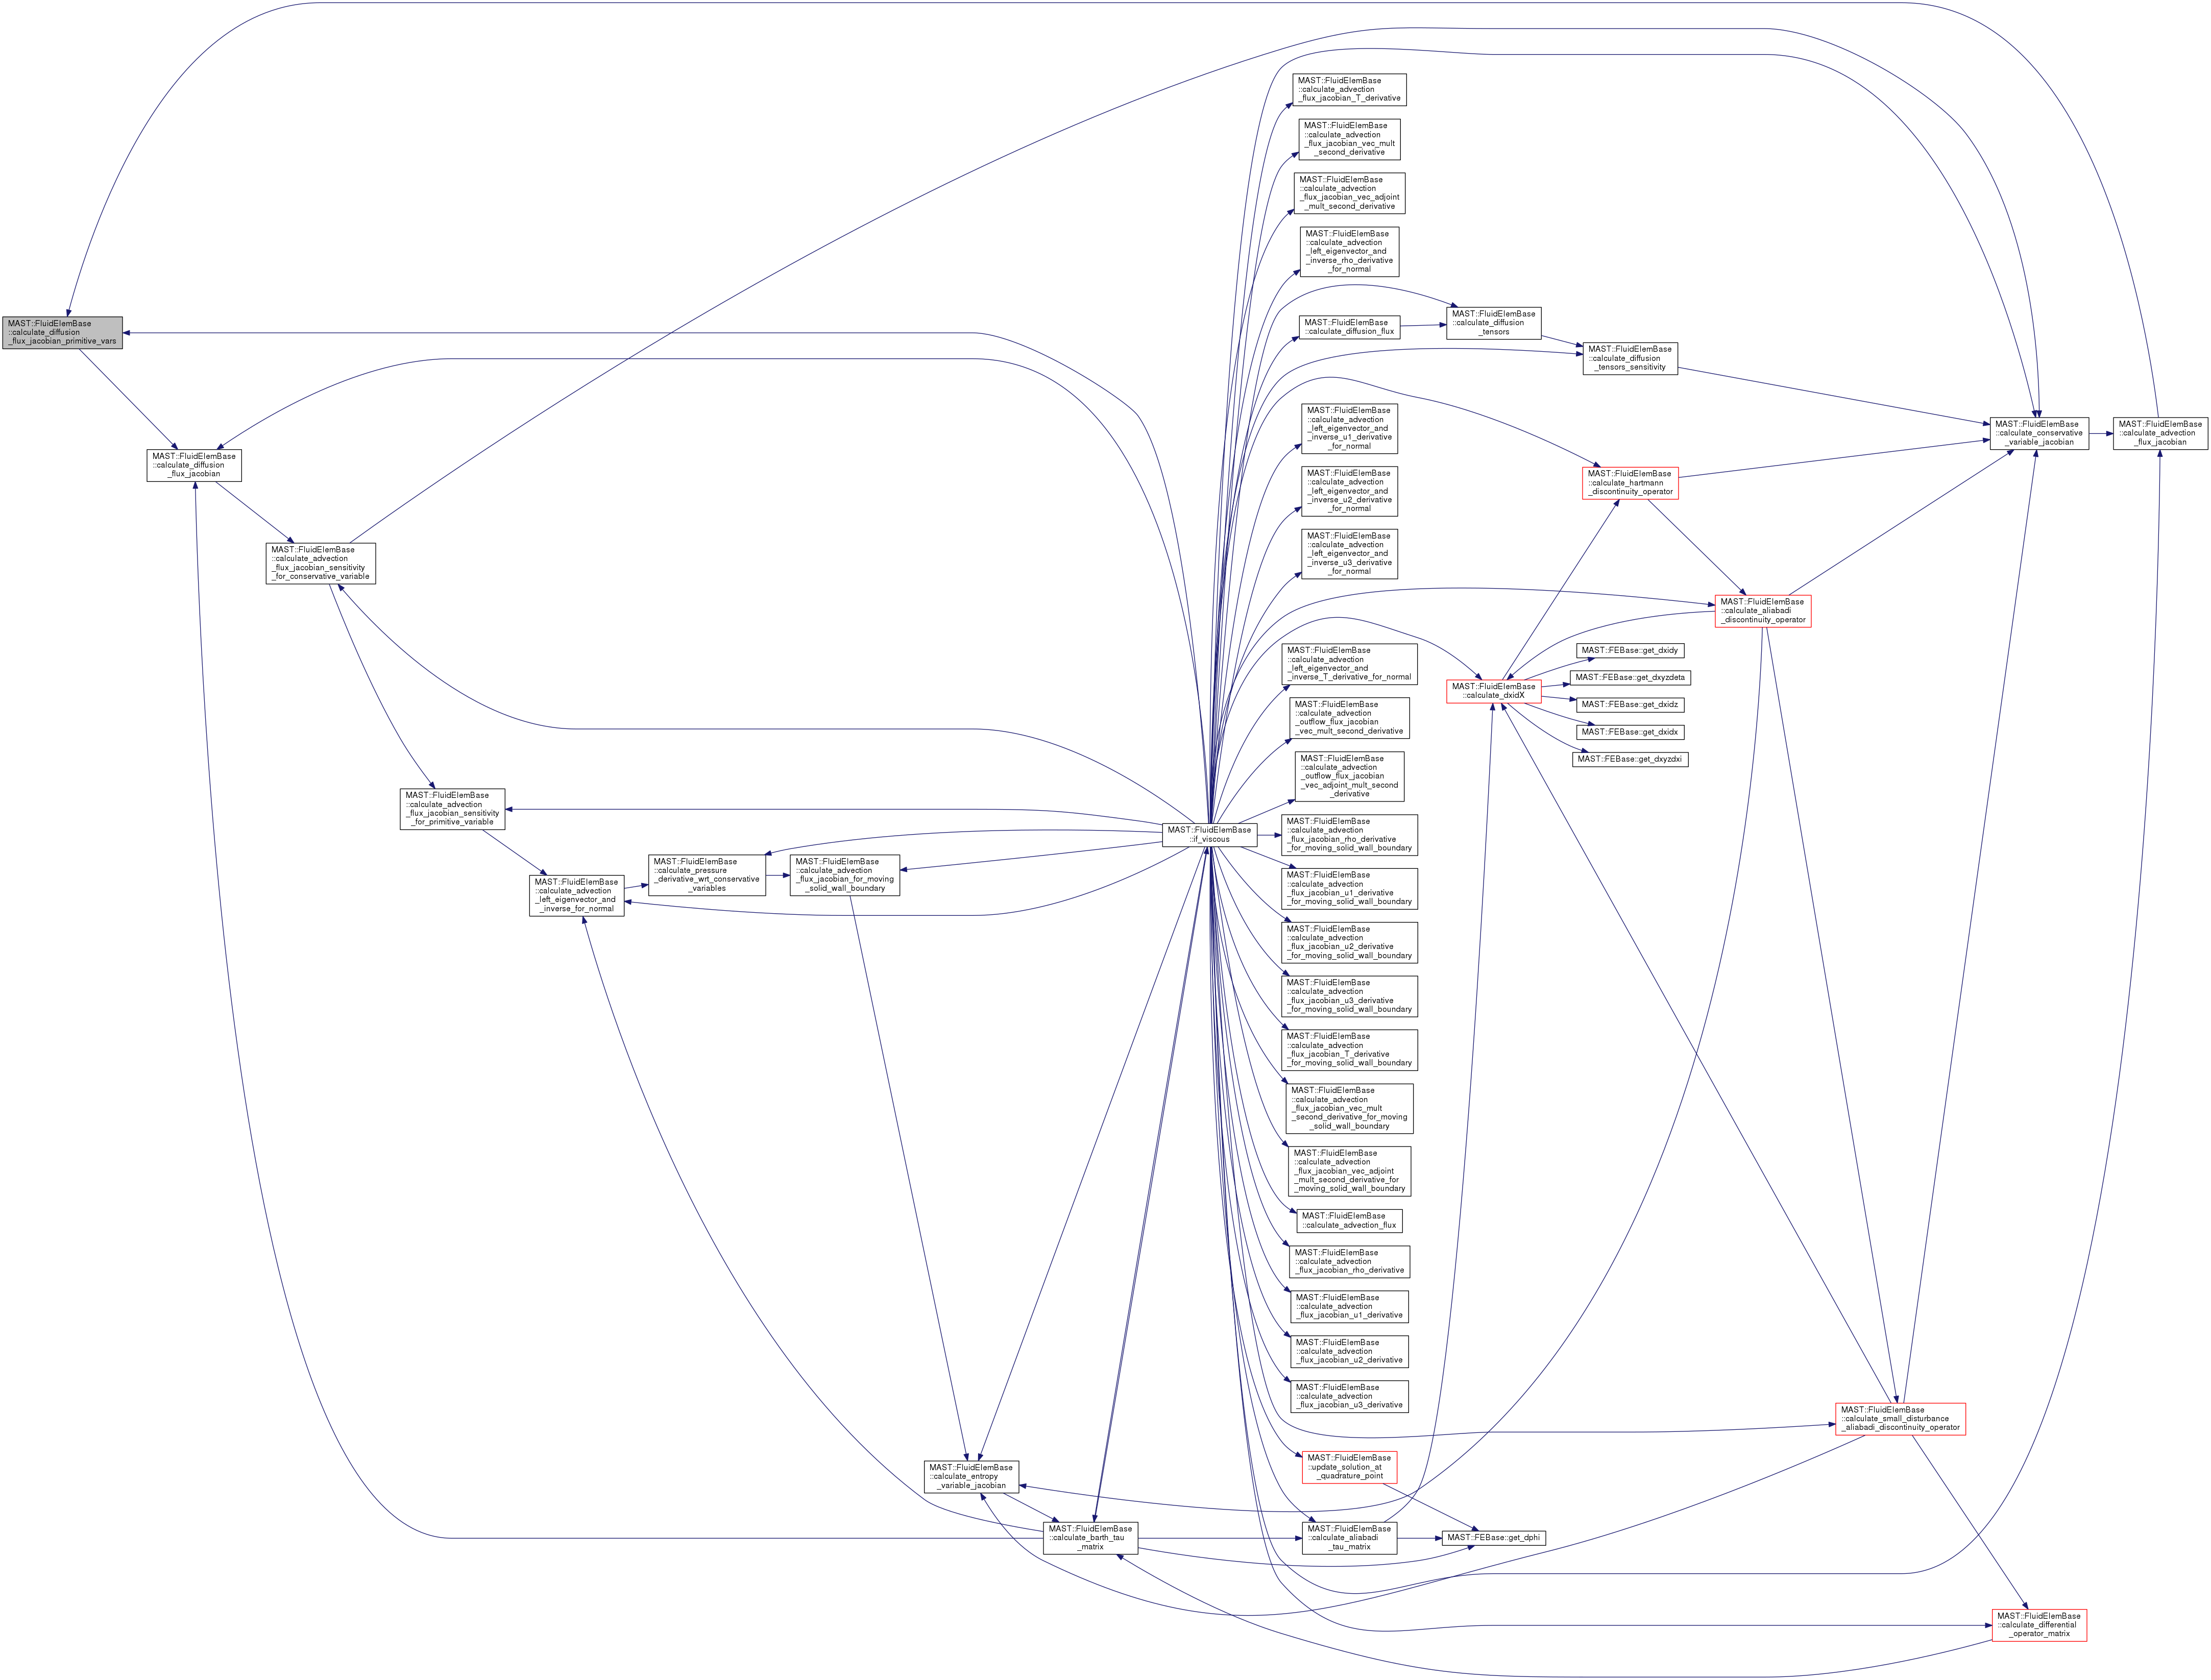 MAST::FluidElemBase
::calculate_diffusion
_flux_jacobian_primitive_vars
MAST::FluidElemBase
::calculate_diffusion
_flux_jacobian
MAST::FluidElemBase
::calculate_advection
_flux_jacobian_sensitivity
_for_conservative_variable
MAST::FluidElemBase
::calculate_advection
_flux_jacobian_sensitivity
_for_primitive_variable
MAST::FluidElemBase
::calculate_advection
_left_eigenvector_and
_inverse_for_normal
MAST::FluidElemBase
::calculate_pressure
_derivative_wrt_conservative
_variables
MAST::FluidElemBase
::calculate_advection
_flux_jacobian_for_moving
_solid_wall_boundary
MAST::FluidElemBase
::calculate_entropy
_variable_jacobian
MAST::FluidElemBase
::calculate_barth_tau
_matrix
MAST::FluidElemBase
::if_viscous
MAST::FluidElemBase
::calculate_advection
_flux_jacobian_T_derivative
MAST::FluidElemBase
::calculate_advection
_flux_jacobian_vec_mult
_second_derivative
MAST::FluidElemBase
::calculate_advection
_flux_jacobian_vec_adjoint
_mult_second_derivative
MAST::FluidElemBase
::calculate_advection
_left_eigenvector_and
_inverse_rho_derivative
_for_normal
MAST::FluidElemBase
::calculate_diffusion_flux
MAST::FluidElemBase
::calculate_advection
_left_eigenvector_and
_inverse_u1_derivative
_for_normal
MAST::FluidElemBase
::calculate_advection
_left_eigenvector_and
_inverse_u2_derivative
_for_normal
MAST::FluidElemBase
::calculate_advection
_left_eigenvector_and
_inverse_u3_derivative
_for_normal
MAST::FluidElemBase
::calculate_advection
_left_eigenvector_and
_inverse_T_derivative_for_normal
MAST::FluidElemBase
::calculate_advection
_outflow_flux_jacobian
_vec_mult_second_derivative
MAST::FluidElemBase
::calculate_advection
_outflow_flux_jacobian
_vec_adjoint_mult_second
_derivative
MAST::FluidElemBase
::calculate_advection
_flux_jacobian_rho_derivative
_for_moving_solid_wall_boundary
MAST::FluidElemBase
::calculate_advection
_flux_jacobian_u1_derivative
_for_moving_solid_wall_boundary
MAST::FluidElemBase
::calculate_advection
_flux_jacobian_u2_derivative
_for_moving_solid_wall_boundary
MAST::FluidElemBase
::calculate_advection
_flux_jacobian_u3_derivative
_for_moving_solid_wall_boundary
MAST::FluidElemBase
::calculate_advection
_flux_jacobian_T_derivative
_for_moving_solid_wall_boundary
MAST::FluidElemBase
::calculate_advection
_flux_jacobian_vec_mult
_second_derivative_for_moving
_solid_wall_boundary
MAST::FluidElemBase
::calculate_advection
_flux_jacobian_vec_adjoint
_mult_second_derivative_for
_moving_solid_wall_boundary
MAST::FluidElemBase
::calculate_advection_flux
MAST::FluidElemBase
::calculate_advection
_flux_jacobian_rho_derivative
MAST::FluidElemBase
::calculate_advection
_flux_jacobian_u1_derivative
MAST::FluidElemBase
::calculate_advection
_flux_jacobian_u2_derivative
MAST::FluidElemBase
::calculate_advection
_flux_jacobian_u3_derivative
MAST::FluidElemBase
::update_solution_at
_quadrature_point
MAST::FluidElemBase
::calculate_aliabadi
_tau_matrix
MAST::FluidElemBase
::calculate_diffusion
_tensors
MAST::FluidElemBase
::calculate_dxidX
MAST::FEBase::get_dphi
MAST::FluidElemBase
::calculate_diffusion
_tensors_sensitivity
MAST::FluidElemBase
::calculate_hartmann
_discontinuity_operator
MAST::FEBase::get_dxidy
MAST::FEBase::get_dxyzdeta
MAST::FEBase::get_dxidz
MAST::FEBase::get_dxidx
MAST::FEBase::get_dxyzdxi
MAST::FluidElemBase
::calculate_aliabadi
_discontinuity_operator
MAST::FluidElemBase
::calculate_small_disturbance
_aliabadi_discontinuity_operator
MAST::FluidElemBase
::calculate_conservative
_variable_jacobian
MAST::FluidElemBase
::calculate_differential
_operator_matrix
MAST::FluidElemBase
::calculate_advection
_flux_jacobian